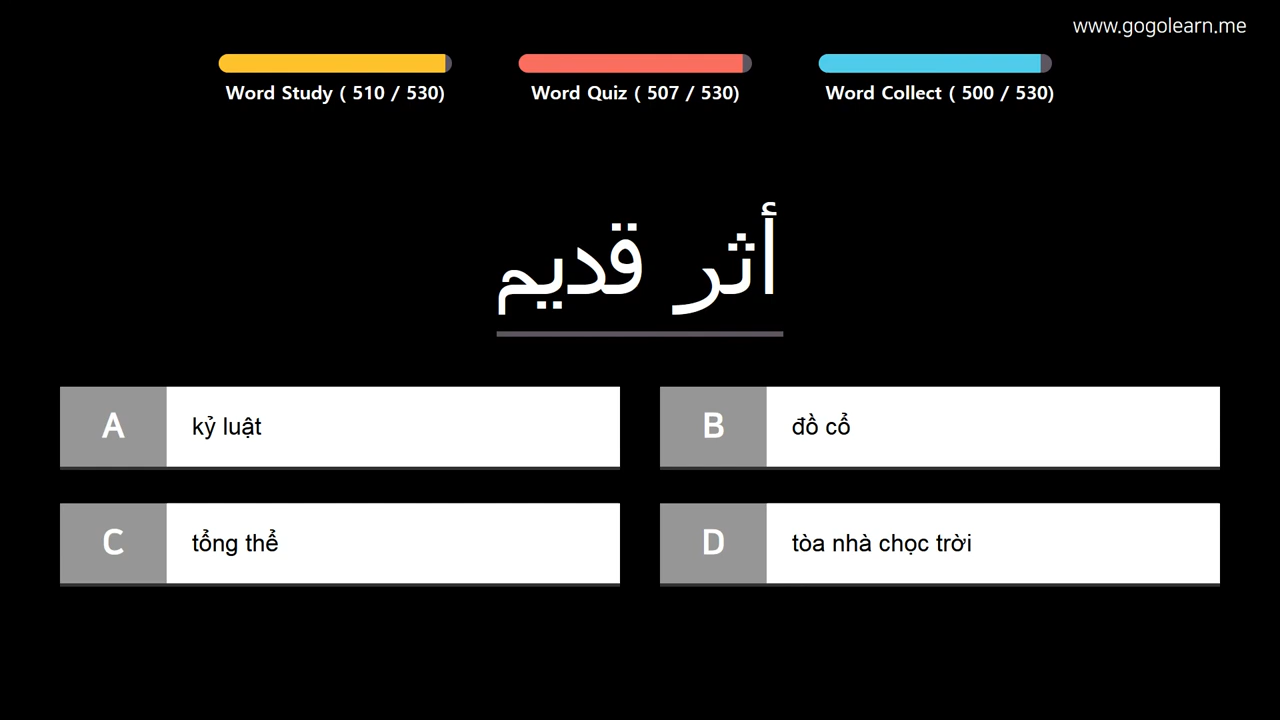 www.gogolearn.me
Word Study ( 510 / 530)
Word Quiz ( 507 / 530)
Word Collect ( 500 / 530)
أثر قديم
A kỷ luật
B đồ cổ
C tổng thể
D tòa nhà chọc trời